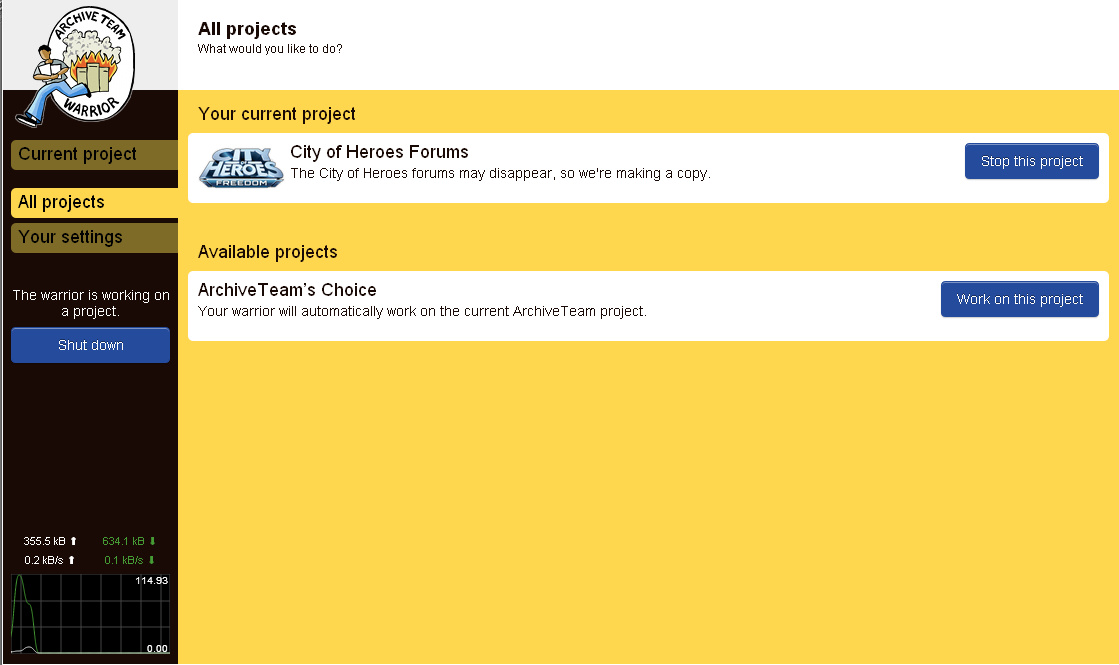 ARCHIVE TEAM
WARRIOR
All projects
What would you like to do?
Current project
All projects
Your settings
The warrior is working on
a project.
Shut down
355.5 kB ⬆ 634.1 kB ⬇
0.2 kB/s ⬆ 0.1 kB/s ⬇
114.93
0.00
Your current project
CITY
OF
HEROES
FREEDOM
City of Heroes Forums
The City of Heroes forums may disappear, so we're making a copy.
Stop this project
Available projects
ArchiveTeam's Choice
Your warrior will automatically work on the current ArchiveTeam project.
Work on this project